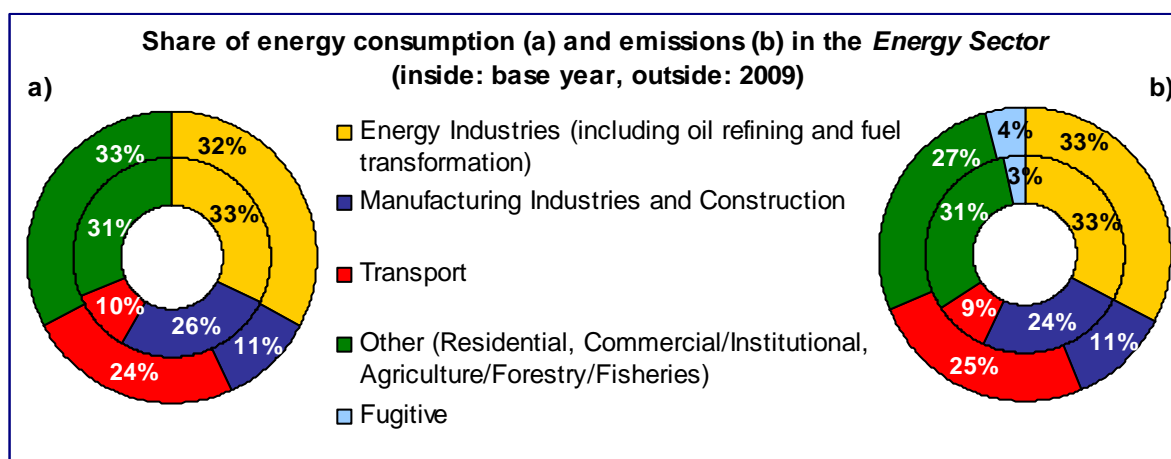 Share of energy consumption (a) and emissions (b) in the Energy Sector
(inside: base year, outside: 2009)
a)
b)
33%
32%
31%
33%
10%
26%
24%
11%
Energy Industries (including oil refining and fuel
transformation)
Manufacturing Industries and Construction
Transport
Other (Residential, Commercial/Institutional,
Agriculture/Forestry/Fisheries)
Fugitive
4%
33%
27%
3%
31%
33%
9%
24%
25%
11%